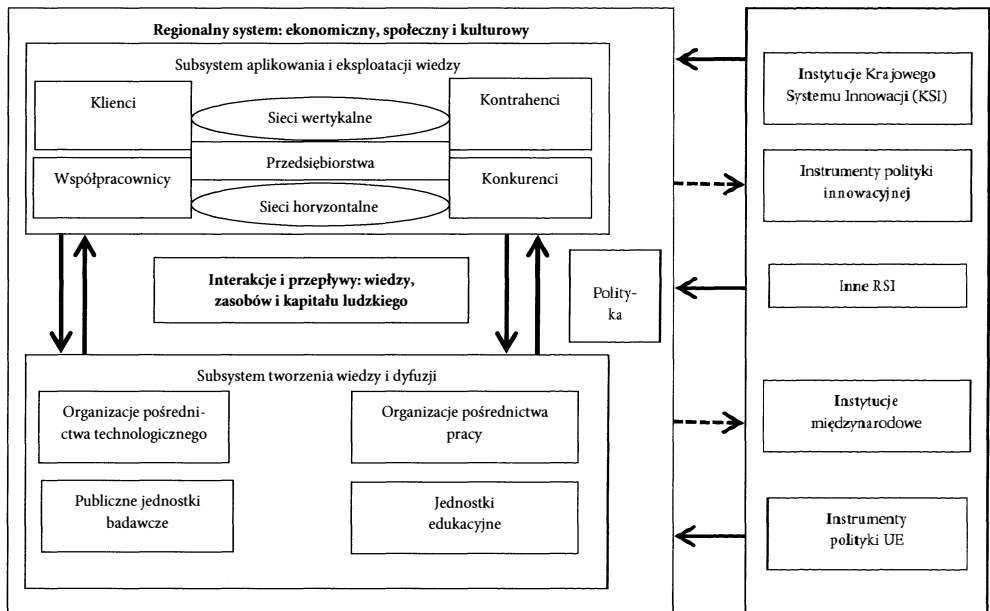 Regionalny system: ekonomiczny, społeczny i kulturowy
Subsystem aplikowania i eksploatacji wiedzy
Klienci
Sieci wertykalne
Kontrahenci
Przedsiębiorstwa
Współpracownicy
Sieci horyzontalne
Konkurenci
Interakcje i przepływy: wiedzy,
zasobów i kapitału ludzkiego
Polity-
ka
Subsystem tworzenia wiedzy i dyfuzji
Organizacje pośredni-
ctwa technologicznego
Organizacje pośrednictwa
pracy
Publiczne jednostki
badawcze
Jednostki
edukacyjne
Instytucje Krajowego
Systemu Innowacji (KSI)
Instrumenty polityki
innowacyjnej
Inne RSI
Instytucje
międzynarodowe
Instrumenty
polityki UE